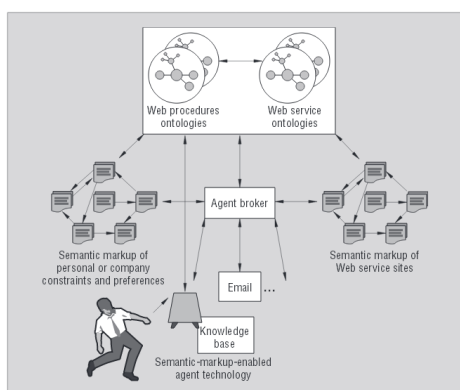 Web procedures
ontologies
Web service
ontologies
Agent broker
Semantic markup of
personal or company
constraints and preferences
Semantic markup of
Web service sites
Email
...
Knowledge
base
Semantic-markup-enabled
agent technology